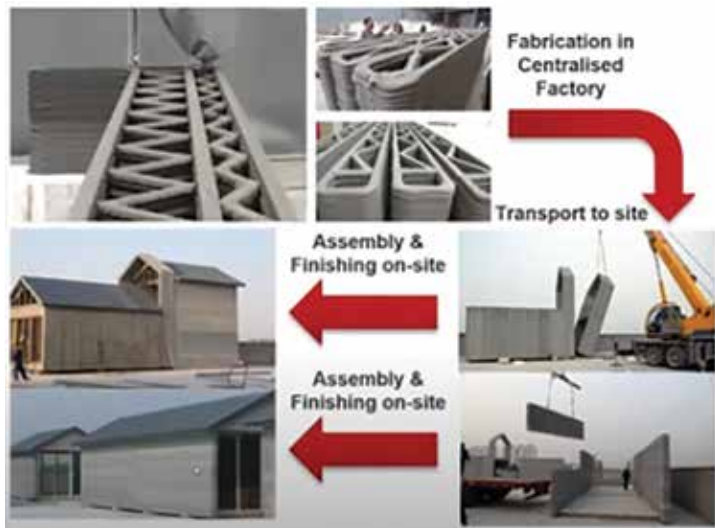 Fabrication in
Centralised
Factory
Transport to site
Assembly &
Finishing on-site
Assembly &
Finishing on-site